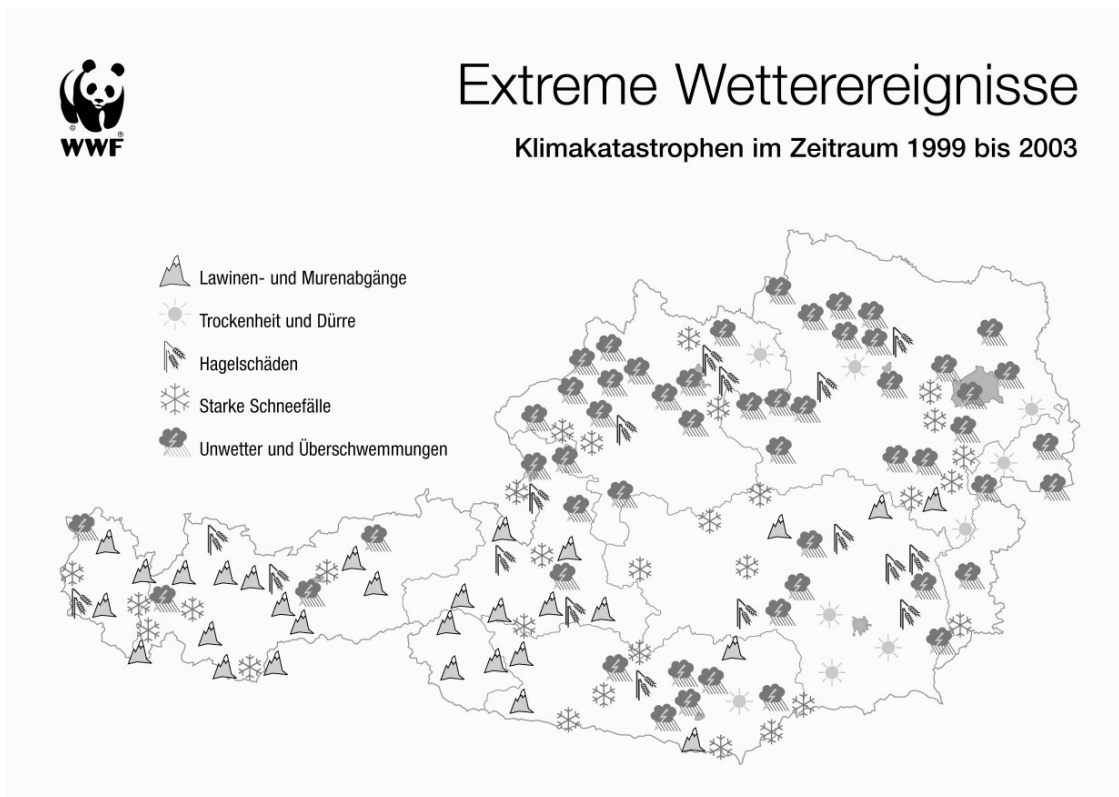 Extreme Wetterereignisse
WWF
Klimakatastrophen im Zeitraum 1999 bis 2003
Lawinen- und Murenabgänge
Trockenheit und Dürre
Hagelschäden
Starke Schneefälle
Unwetter und Überschwemmungen